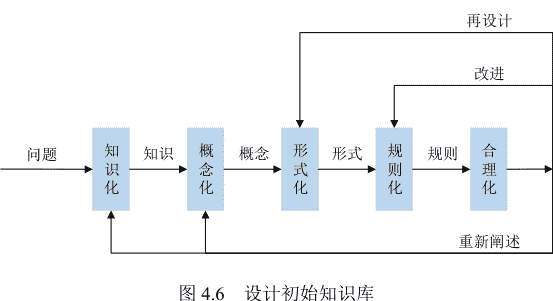 再设计
改进
问题
知识化
知识
概念化
概念
形式化
形式
规则化
规则
合理化
重新阐述
图 4.6 设计初始知识库